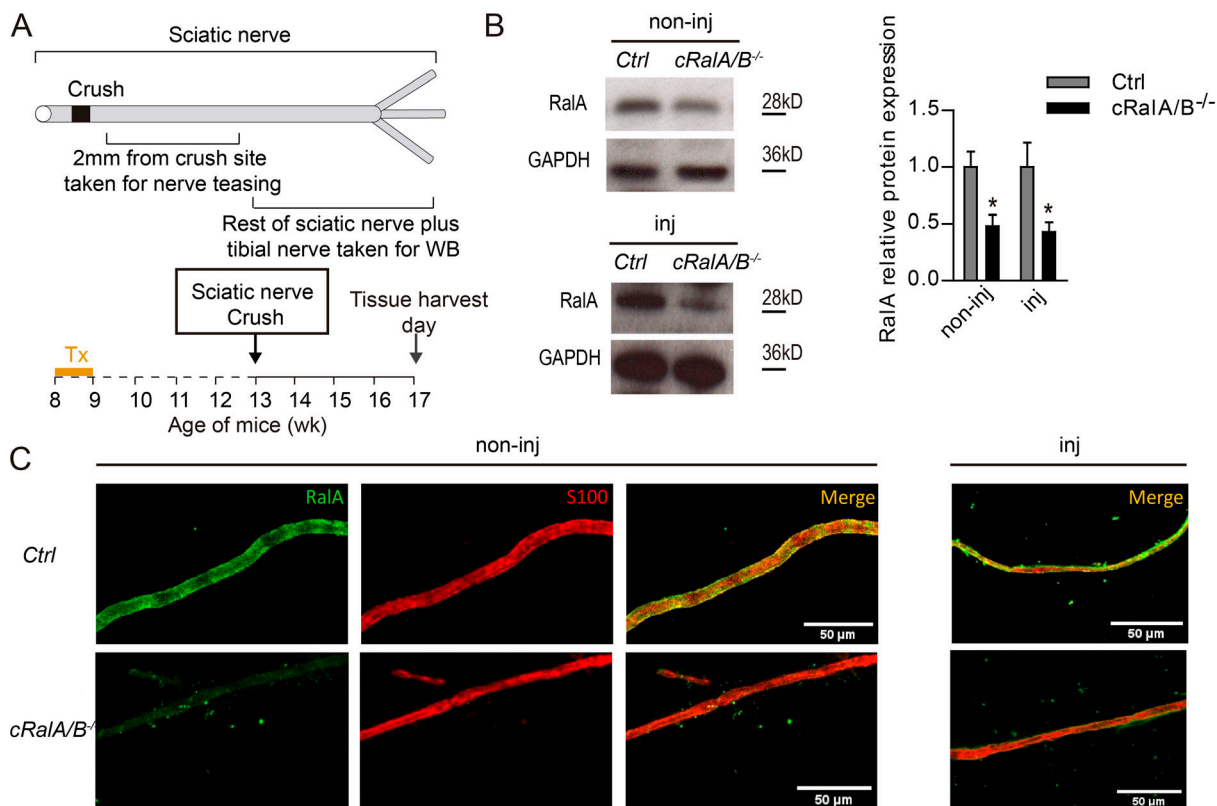 A
Sciatic nerve
Crush
2mm from crush site
taken for nerve teasing
Rest of sciatic nerve plus
tibial nerve taken for WB
Sciatic nerve
Crush
Tissue harvest
day
Tx
8 9 10 11 12 13 14 15 16 17
Age of mice (wk)
B
non-inj
Ctrl cRalA/B-/-
RalA 28kD
GAPDH 36kD
inj
Ctrl cRalA/B-/-
RalA 28kD
GAPDH 36kD
Ctrl
cRalA/B-/-
RalA relative protein expression
1.5
1.0
0.5
0.0
* *
non-inj inj
C
non-inj inj
RalA S100 Merge Merge
Ctrl
50 µm 50 µm
cRalA/B-/-
50 µm 50 µm